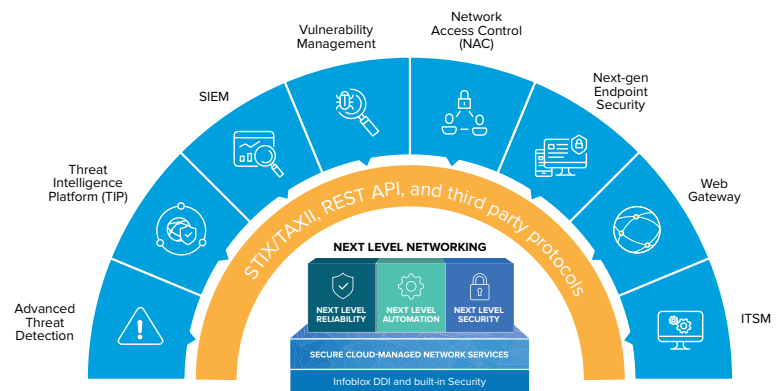 Network
Access Control
(NAC)
Vulnerability
Management
Next-gen
Endpoint
Security
SIEM
Threat
Intelligence
Platform (TIP)
Web
Gateway
Advanced
Threat
Detection
ITSM
STIX/TAXII, REST API, and third party protocols
NEXT LEVEL NETWORKING
NEXT LEVEL
RELIABILITY
NEXT LEVEL
AUTOMATION
NEXT LEVEL
SECURITY
SECURE CLOUD-MANAGED NETWORK SERVICES
Infoblox DDI and built-in Security